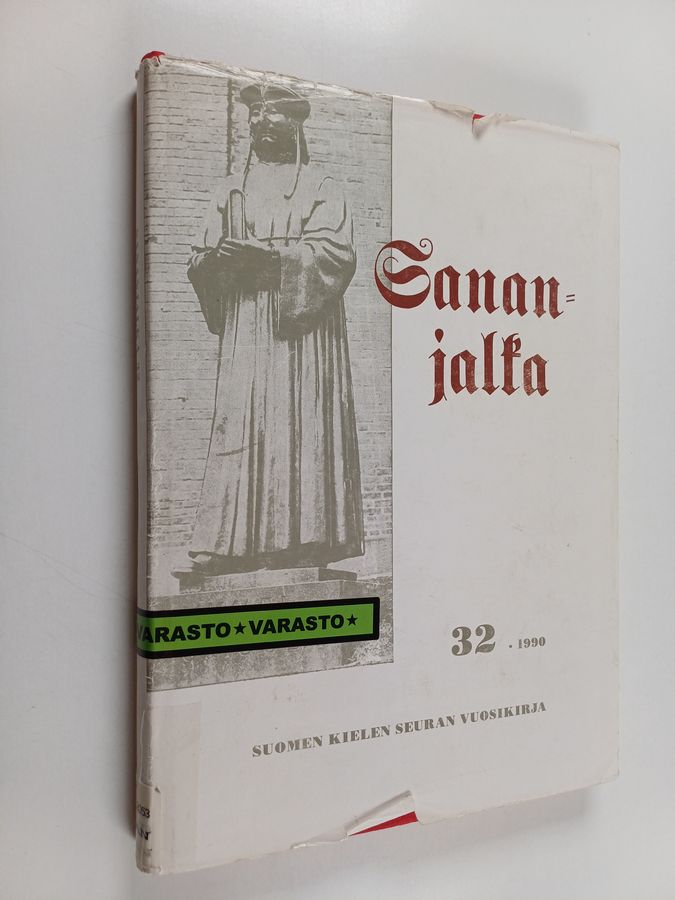 Sanan=
jalka
VARASTO★VARASTO★
32 . 1990
SUOMEN KIELEN SEURAN VUOSIKIRJA